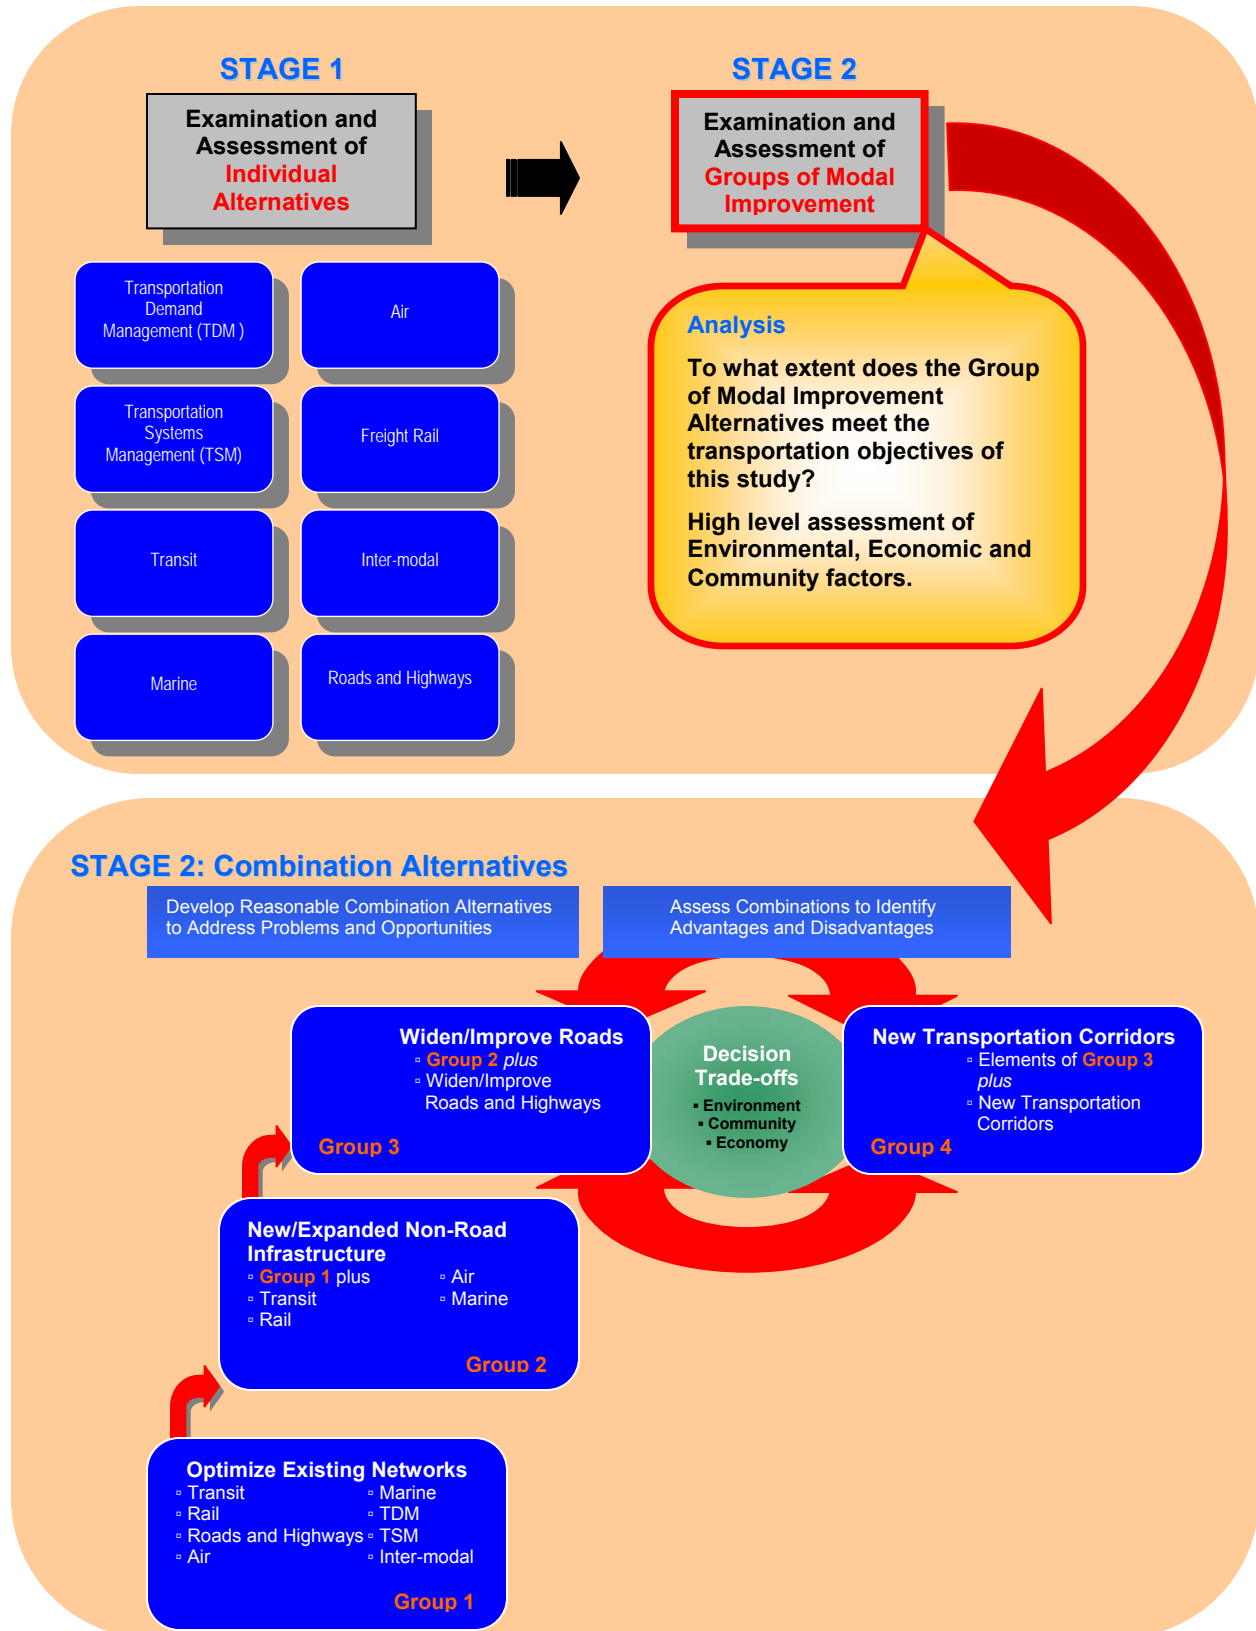 STAGE 1
Examination and
Assessment of
Individual
Alternatives
STAGE 2
Examination and
Assessment of
Groups of Modal
Improvement
Transportation
Demand
Management (TDM )
Air
Transportation
Systems
Management (TSM)
Freight Rail
Transit
Inter-modal
Marine
Roads and Highways
Analysis
To what extent does the Group
of Modal Improvement
Alternatives meet the
transportation objectives of
this study?
High level assessment of
Environmental, Economic and
Community factors.
STAGE 2: Combination Alternatives
Develop Reasonable Combination Alternatives
to Address Problems and Opportunities
Assess Combinations to Identify
Advantages and Disadvantages
Widen/Improve Roads
▫ Group 2 plus
▫ Widen/Improve
Roads and Highways
Group 3
Decision
Trade-offs
▪ Environment
▪ Community
▪ Economy
New Transportation Corridors
▫ Elements of Group 3
plus
▫ New Transportation
Corridors
Group 4
New/Expanded Non-Road
Infrastructure
▫ Group 1 plus
▫ Transit
▫ Rail
▫ Air
▫ Marine
Group 2
Optimize Existing Networks
▫ Transit
▫ Rail
▫ Roads and Highways
▫ Air
▫ Marine
▫ TDM
▫ TSM
▫ Inter-modal
Group 1